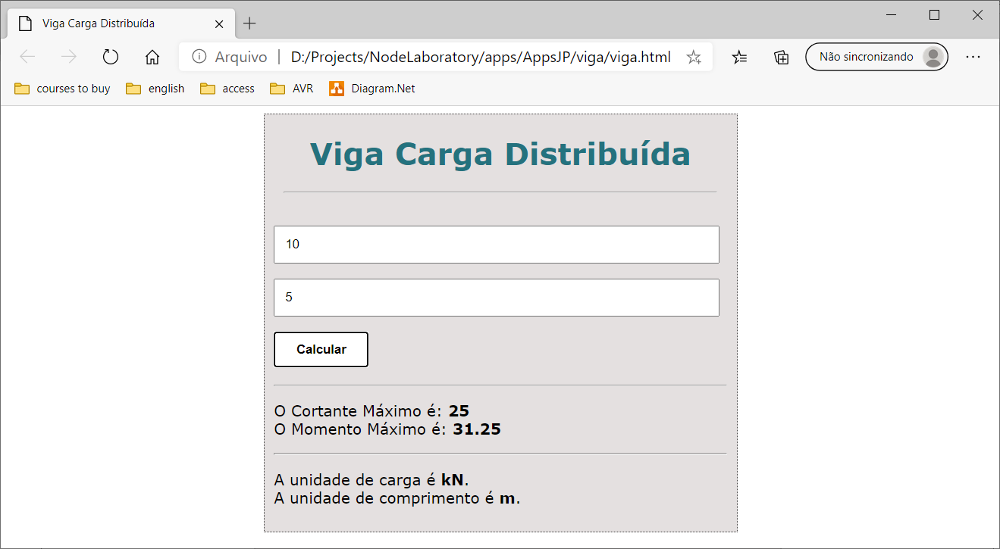 Viga Carga Distribuída
Arquivo | D:/Projects/NodeLaboratory/apps/AppsJP/viga/viga.html Não sincronizando
courses to buy english access AVR Diagram.Net
Viga Carga Distribuída
10
5
Calcular
O Cortante Máximo é: 25
O Momento Máximo é: 31.25
A unidade de carga é kN.
A unidade de comprimento é m.